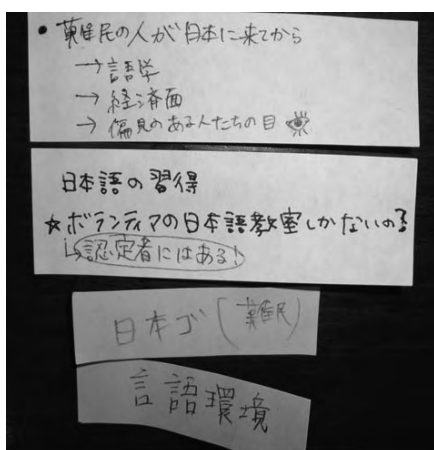 • 難民の人が日本に来てから
→ 言語学
→ 経済面
→ 偏見のある人たちの目
日本語の習得
☆ボランティアの日本語教室しかないの?
↳認定者にはある!
日本ゴ(難民)
言語環境